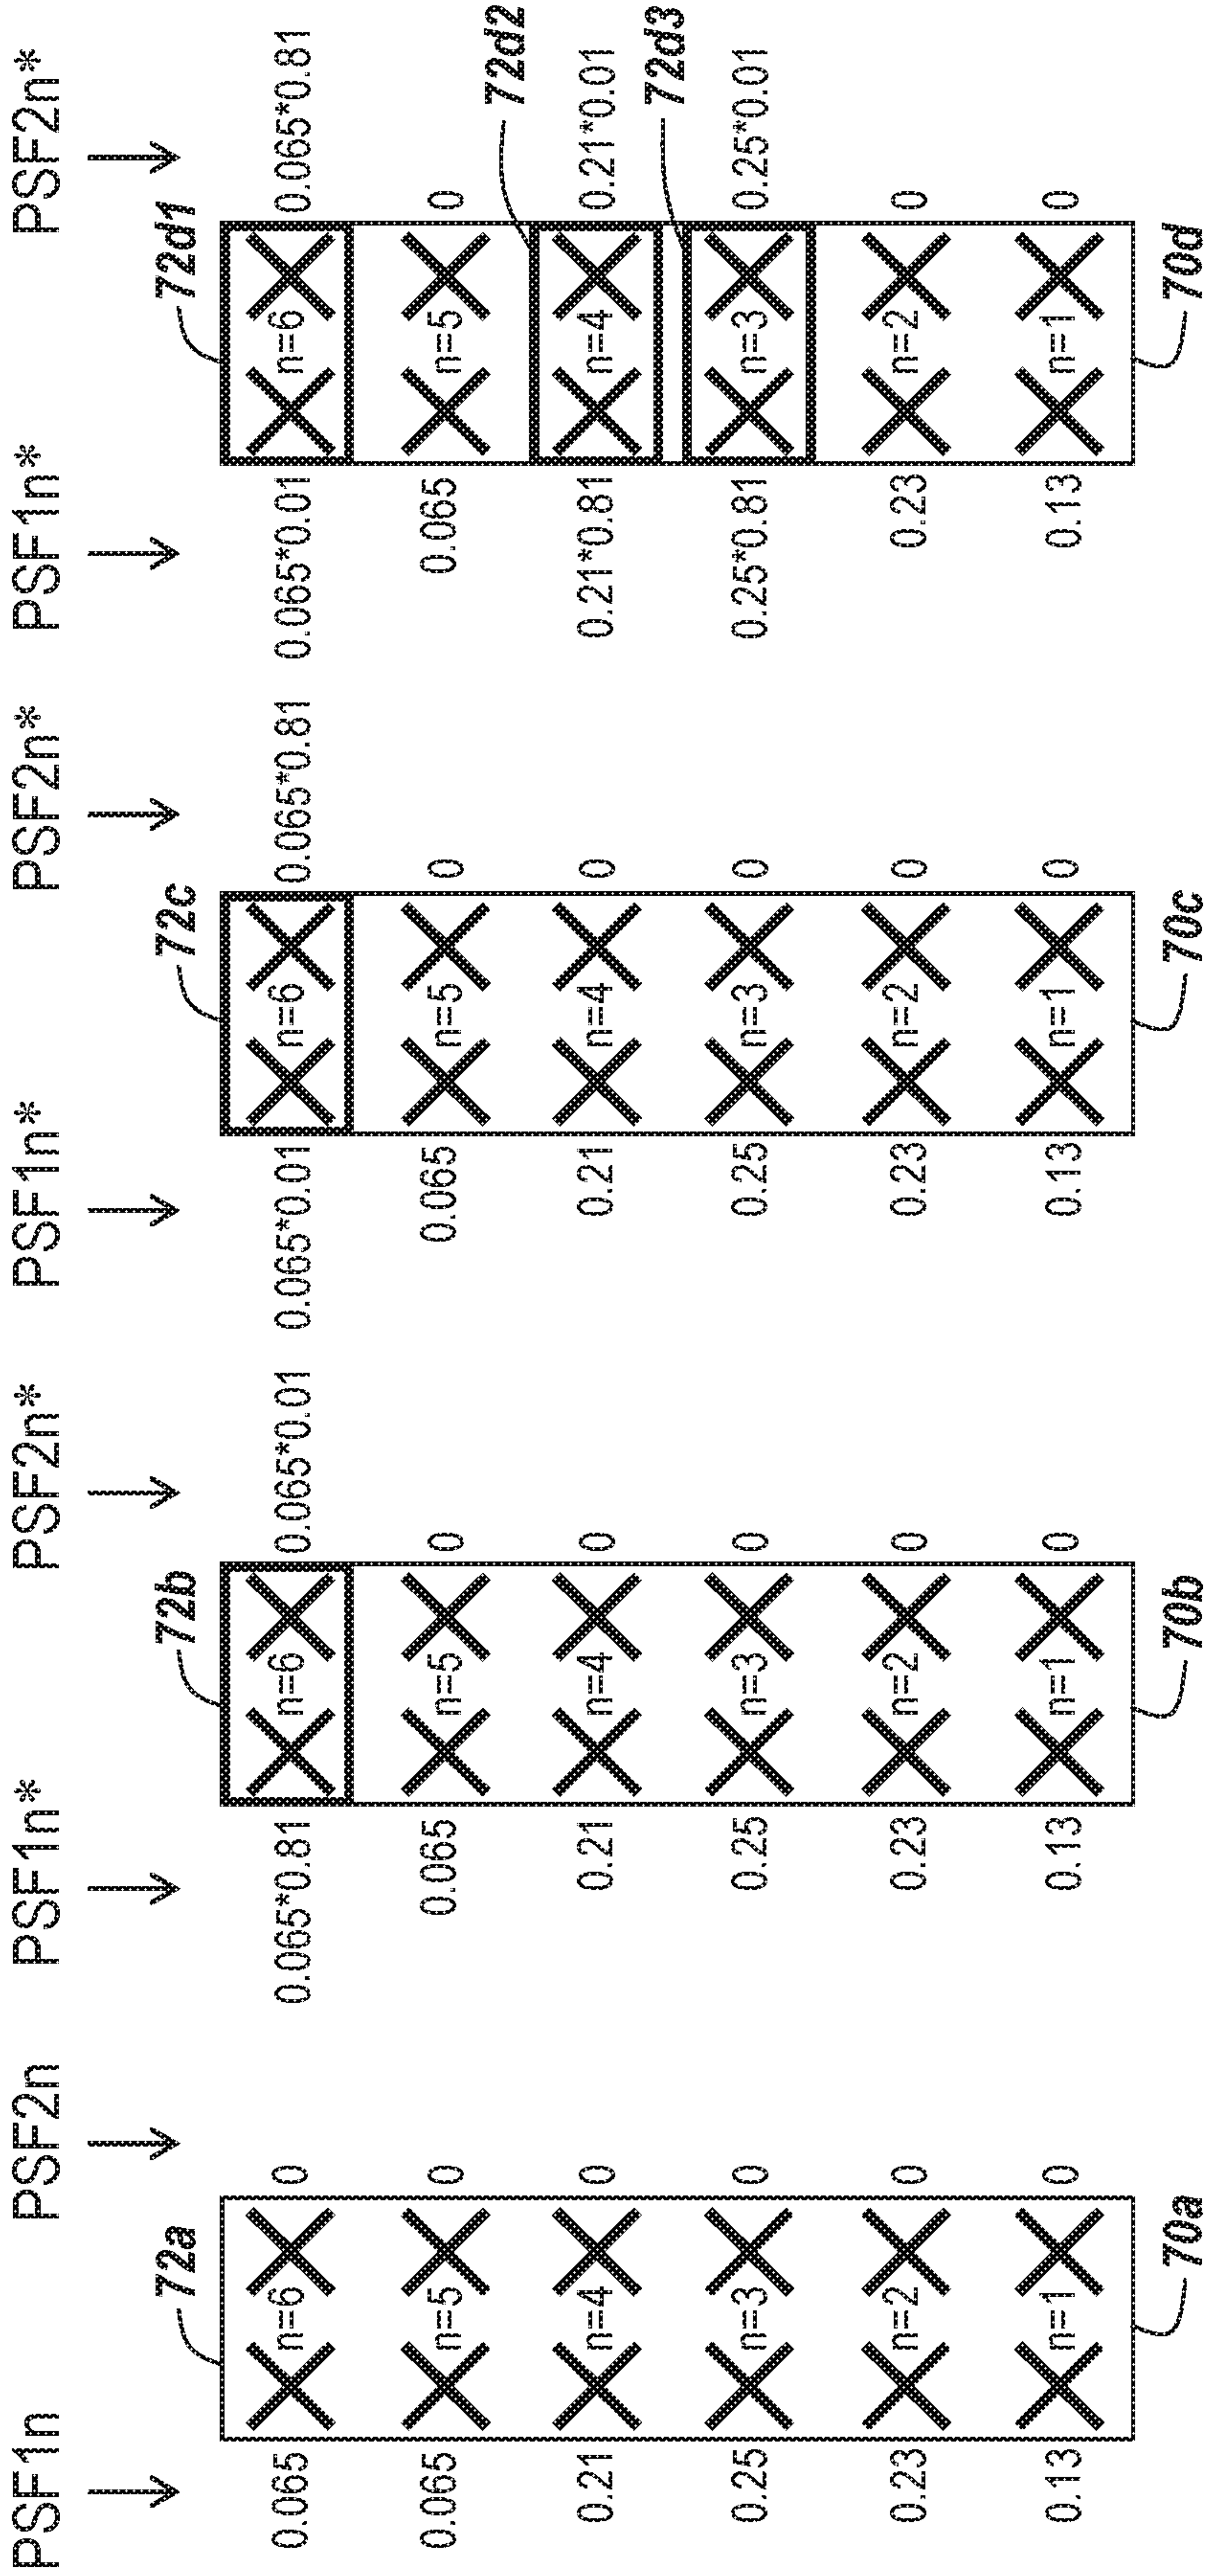 PSF1n PSF2n PSF1n* PSF2n* PSF1n* PSF2n* PSF1n* PSF2n*
72a 72b 72c 72d1
0.065 n=6 0 0.065*0.81 n=6 0.065*0.01 0.065*0.01 n=6 0.065*0.81 0.065*0.01 n=6 0.065*0.81
0.065 n=5 0 0.065 n=5 0 0.065 n=5 0 0.065 n=5 0
72d2
0.21 n=4 0 0.21 n=4 0 0.21 n=4 0 0.21*0.81 n=4 0.21*0.01
72d3
0.25 n=3 0 0.25 n=3 0 0.25 n=3 0 0.25*0.81 n=3 0.25*0.01
0.23 n=2 0 0.23 n=2 0 0.23 n=2 0 0.23 n=2 0
0.13 n=1 0 0.13 n=1 0 0.13 n=1 0 0.13 n=1 0
70a 70b 70c 70d